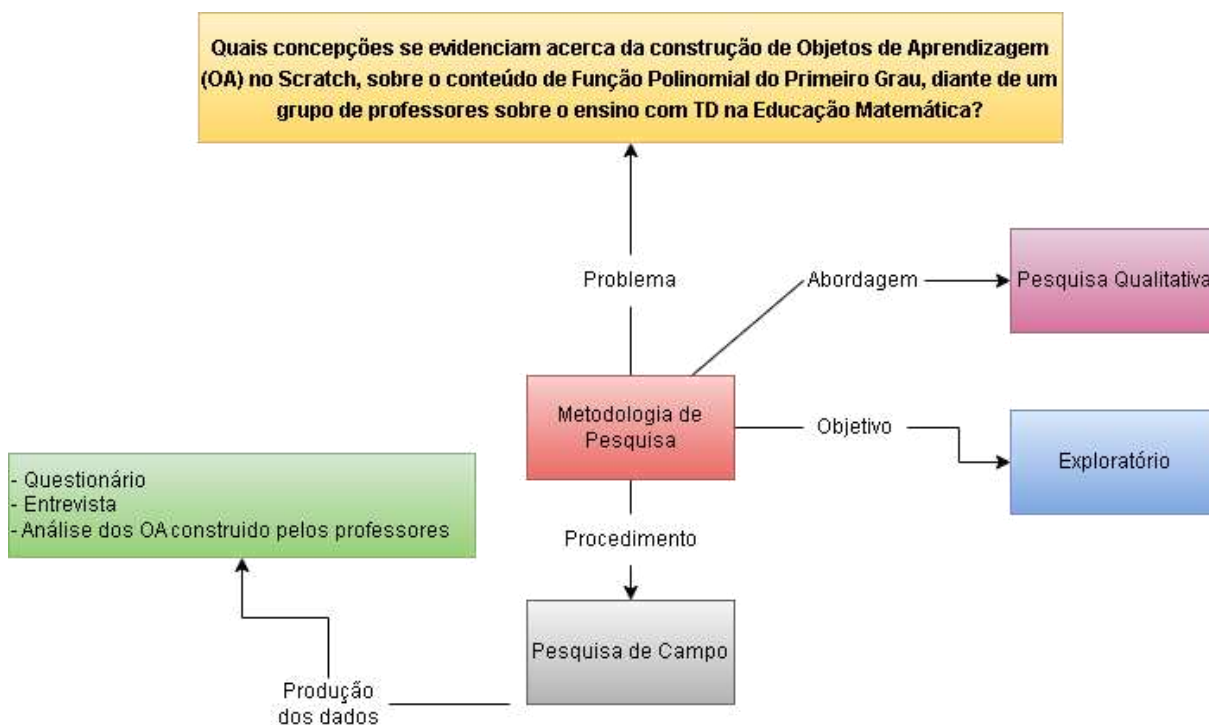 Quais concepções se evidenciam acerca da construção de Objetos de Aprendizagem
(OA) no Scratch, sobre o conteúdo de Função Polinomial do Primeiro Grau, diante de um
grupo de professores sobre o ensino com TD na Educação Matemática?
Problema
Abordagem
Pesquisa Qualitativa
Metodologia de
Pesquisa
Objetivo
Exploratório
- Questionário
- Entrevista
- Análise dos OA construido pelos professores
Procedimento
Pesquisa de Campo
Produção
dos dados